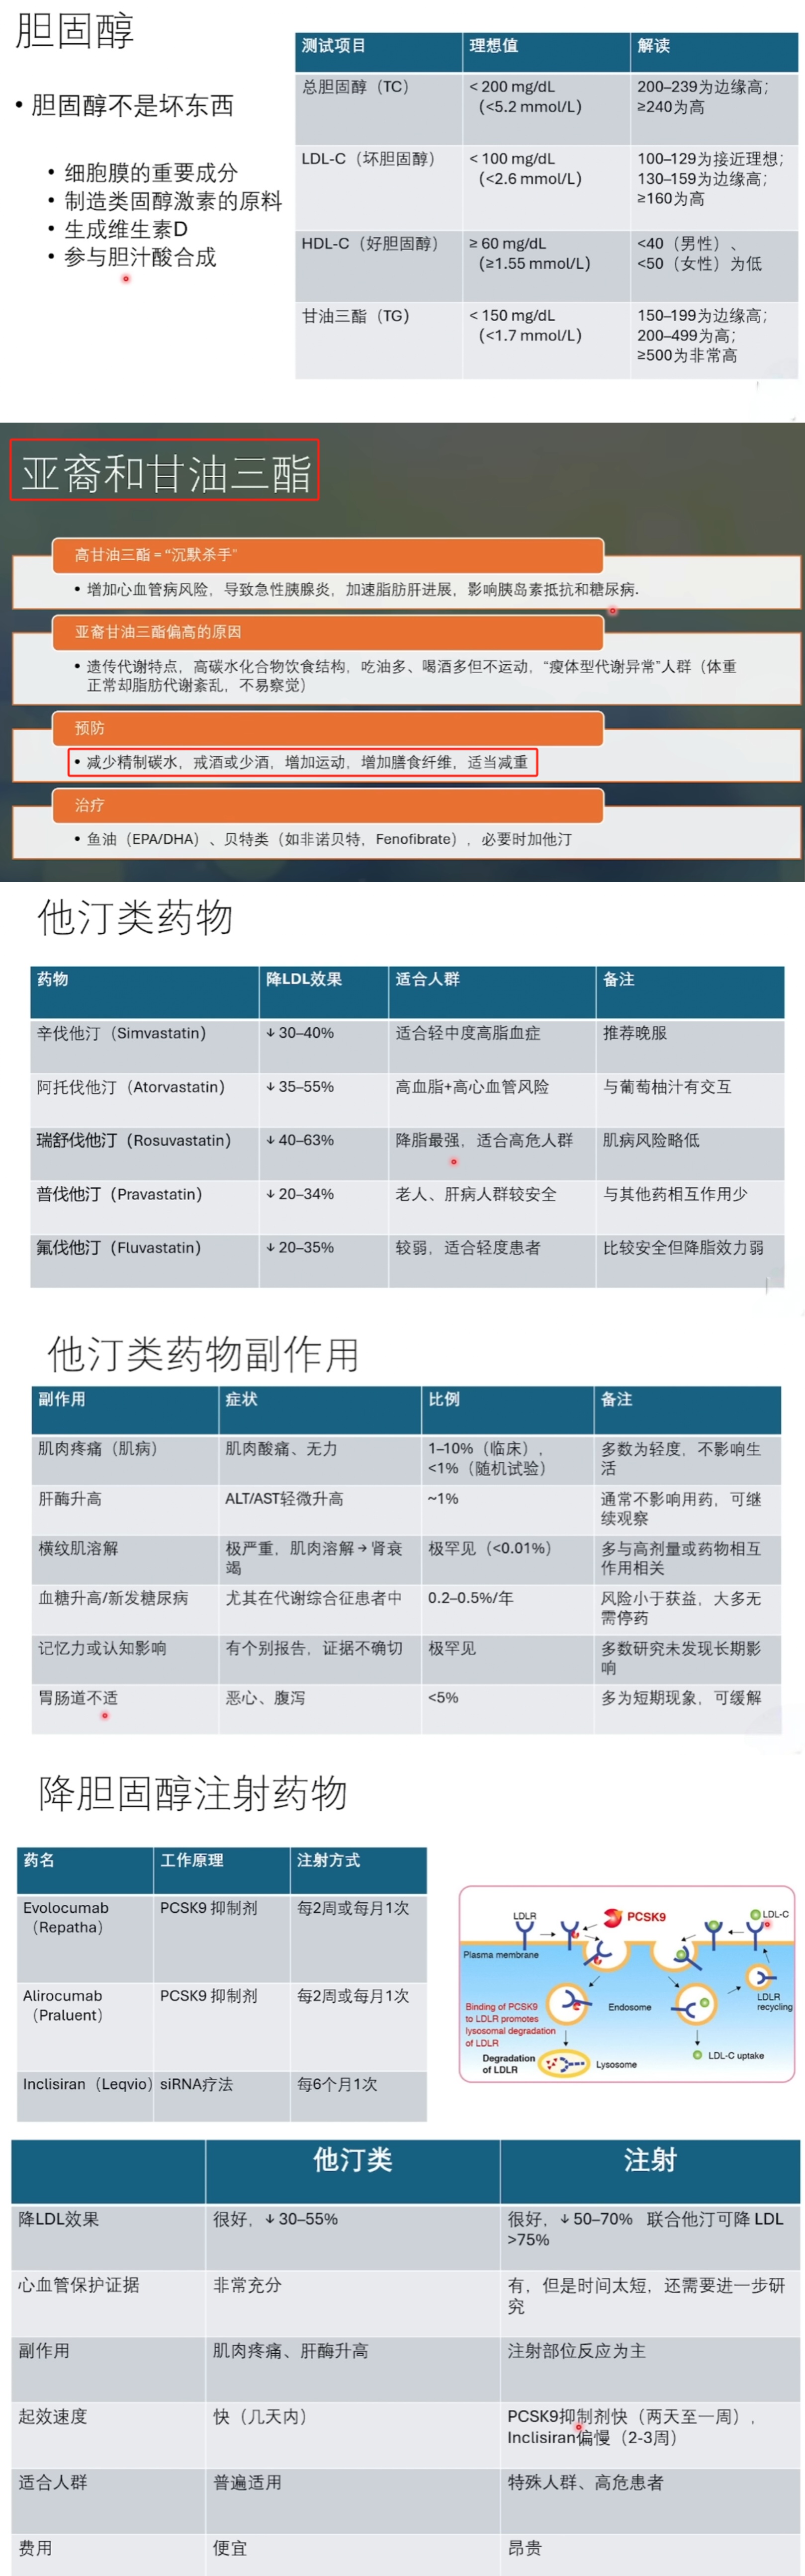 胆固醇
• 胆固醇不是坏东西
• 细胞膜的重要成分
• 制造类固醇激素的原料
• 生成维生素D
• 参与胆汁酸合成
测试项目 理想值 解读
总胆固醇（TC） < 200 mg/dL 200–239为边缘高；
（<5.2 mmol/L） ≥240为高
LDL-C（坏胆固醇） < 100 mg/dL 100–129为接近理想；
（<2.6 mmol/L） 130–159为边缘高；
≥160为高
HDL-C（好胆固醇） ≥ 60 mg/dL <40（男性）、
（≥1.55 mmol/L） <50（女性）为低
甘油三酯（TG） < 150 mg/dL 150–199为边缘高；
（<1.7 mmol/L） 200–499为高；
≥500为非常高
亚裔和甘油三酯
高甘油三酯 = “沉默杀手”
• 增加心血管病风险，导致急性胰腺炎，加速脂肪肝进展，影响胰岛素抵抗和糖尿病.
亚裔甘油三酯偏高的原因
• 遗传代谢特点，高碳水化合物饮食结构，吃油多、喝酒多但不运动，“瘦体型代谢异常”人群（体重
正常却脂肪代谢紊乱，不易察觉）
预防
• 减少精制碳水，戒酒或少酒，增加运动，增加膳食纤维，适当减重
治疗
• 鱼油（EPA/DHA）、贝特类（如非诺贝特，Fenofibrate），必要时加他汀
他汀类药物
药物 降LDL效果 适合人群 备注
辛伐他汀（Simvastatin） ↓ 30–40% 适合轻中度高脂血症 推荐晚服
阿托伐他汀（Atorvastatin） ↓ 35–55% 高血脂+高心血管风险 与葡萄柚汁有交互
瑞舒伐他汀（Rosuvastatin） ↓ 40–63% 降脂最强，适合高危人群 肌病风险略低
普伐他汀（Pravastatin） ↓ 20–34% 老人、肝病人群较安全 与其他药相互作用少
氟伐他汀（Fluvastatin） ↓ 20–35% 较弱，适合轻度患者 比较安全但降脂效力弱
他汀类药物副作用
副作用 症状 比例 备注
肌肉疼痛（肌病） 肌肉酸痛、无力 1–10%（临床）， 多数为轻度，不影响生
<1%（随机试验） 活
肝酶升高 ALT/AST轻微升高 ~1% 通常不影响用药，可继
续观察
横纹肌溶解 极严重，肌肉溶解→肾衰 极罕见（<0.01%） 多与高剂量或药物相互
竭 作用相关
血糖升高/新发糖尿病 尤其在代谢综合征患者中 0.2–0.5%/年 风险小于获益，大多无
需停药
记忆力或认知影响 有个别报告，证据不确切 极罕见 多数研究未发现长期影
响
胃肠道不适 恶心、腹泻 <5% 多为短期现象，可缓解
降胆固醇注射药物
药名 工作原理 注射方式
Evolocumab PCSK9 抑制剂 每2周或每月1次
（Repatha）
Alirocumab PCSK9 抑制剂 每2周或每月1次
（Praluent）
Inclisiran（Leqvio） siRNA疗法 每6个月1次
LDLR PCSK9 LDL-C
Plasma membrane
Binding of PCSK9
to LDLR promotes
lysosomal degradation
of LDLR
Endosome
LDLR
recycling
Degradation
of LDLR
Lysosome
LDL-C uptake
他汀类 注射
降LDL效果 很好，↓ 30–55% 很好，↓ 50–70% 联合他汀可降 LDL
>75%
心血管保护证据 非常充分 有，但是时间太短，还需要进一步研
究
副作用 肌肉疼痛、肝酶升高 注射部位反应为主
起效速度 快（几天内） PCSK9抑制剂快（两天至一周），
Inclisiran偏慢（2-3周）
适合人群 普遍适用 特殊人群、高危患者
费用 便宜 昂贵